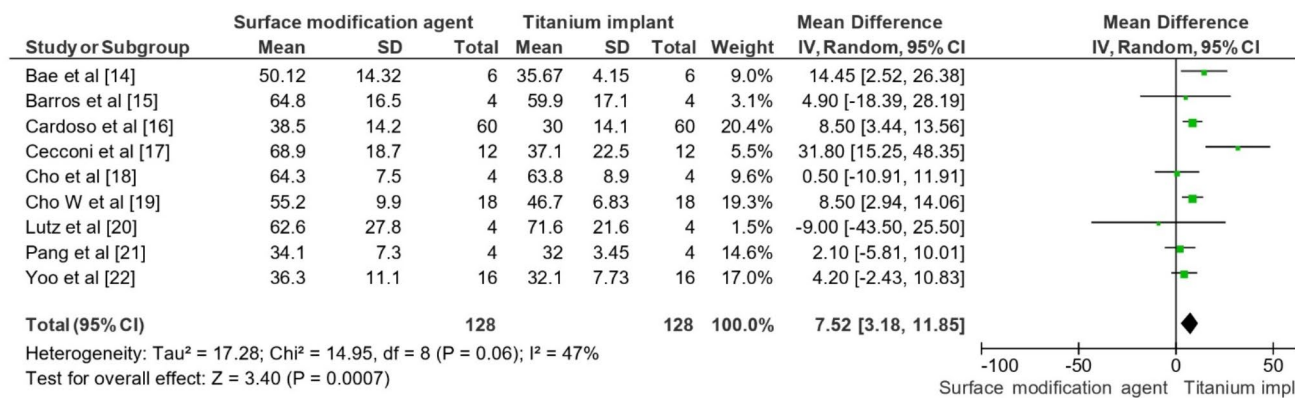 Surface modification agent Titanium implant Mean Difference Mean Difference
Study or Subgroup Mean SD Total Mean SD Total Weight IV, Random, 95% CI IV, Random, 95% CI
Bae et al [14] 50.12 14.32 6 35.67 4.15 6 9.0% 14.45 [2.52, 26.38]
Barros et al [15] 64.8 16.5 4 59.9 17.1 4 3.1% 4.90 [-18.39, 28.19]
Cardoso et al [16] 38.5 14.2 60 30 14.1 60 20.4% 8.50 [3.44, 13.56]
Cecconi et al [17] 68.9 18.7 12 37.1 22.5 12 5.5% 31.80 [15.25, 48.35]
Cho et al [18] 64.3 7.5 4 63.8 8.9 4 9.6% 0.50 [-10.91, 11.91]
Cho W et al [19] 55.2 9.9 18 46.7 6.83 18 19.3% 8.50 [2.94, 14.06]
Lutz et al [20] 62.6 27.8 4 71.6 21.6 4 1.5% -9.00 [-43.50, 25.50]
Pang et al [21] 34.1 7.3 4 32 3.45 4 14.6% 2.10 [-5.81, 10.01]
Yoo et al [22] 36.3 11.1 16 32.1 7.73 16 17.0% 4.20 [-2.43, 10.83]
Total (95% CI) 128 128 100.0% 7.52 [3.18, 11.85]
Heterogeneity: Tau² = 17.28; Chi² = 14.95, df = 8 (P = 0.06); I² = 47%
Test for overall effect: Z = 3.40 (P = 0.0007)
-100 -50 0 50
Surface modification agent Titanium impl